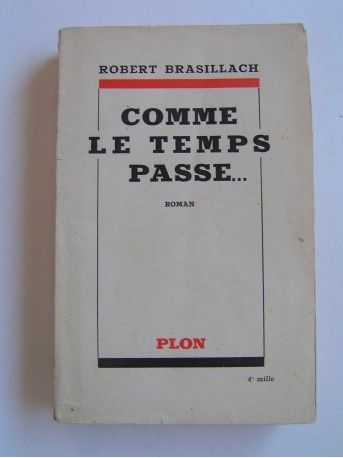 ROBERT BRASILLACH
COMME
LE TEMPS
PASSE...
ROMAN
PLON
4e mille